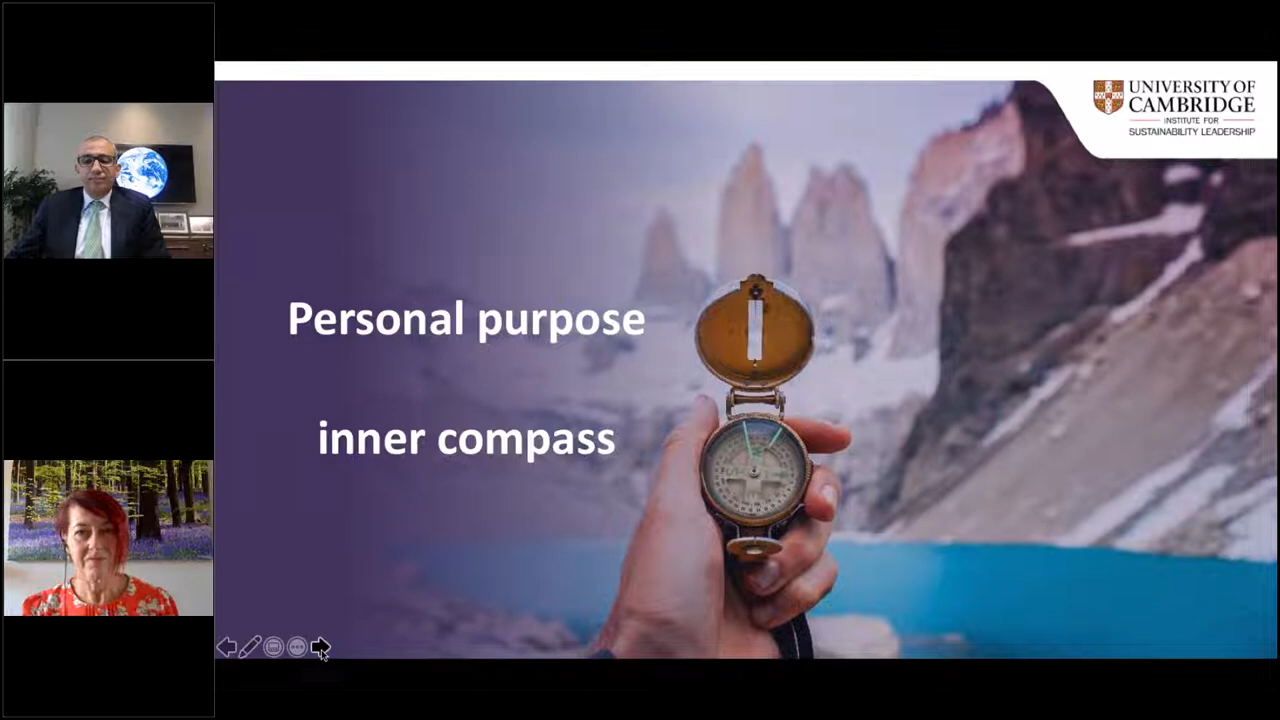 UNIVERSITY OF
CAMBRIDGE
INSTITUTE FOR
SUSTAINABILITY LEADERSHIP
Personal purpose
inner compass